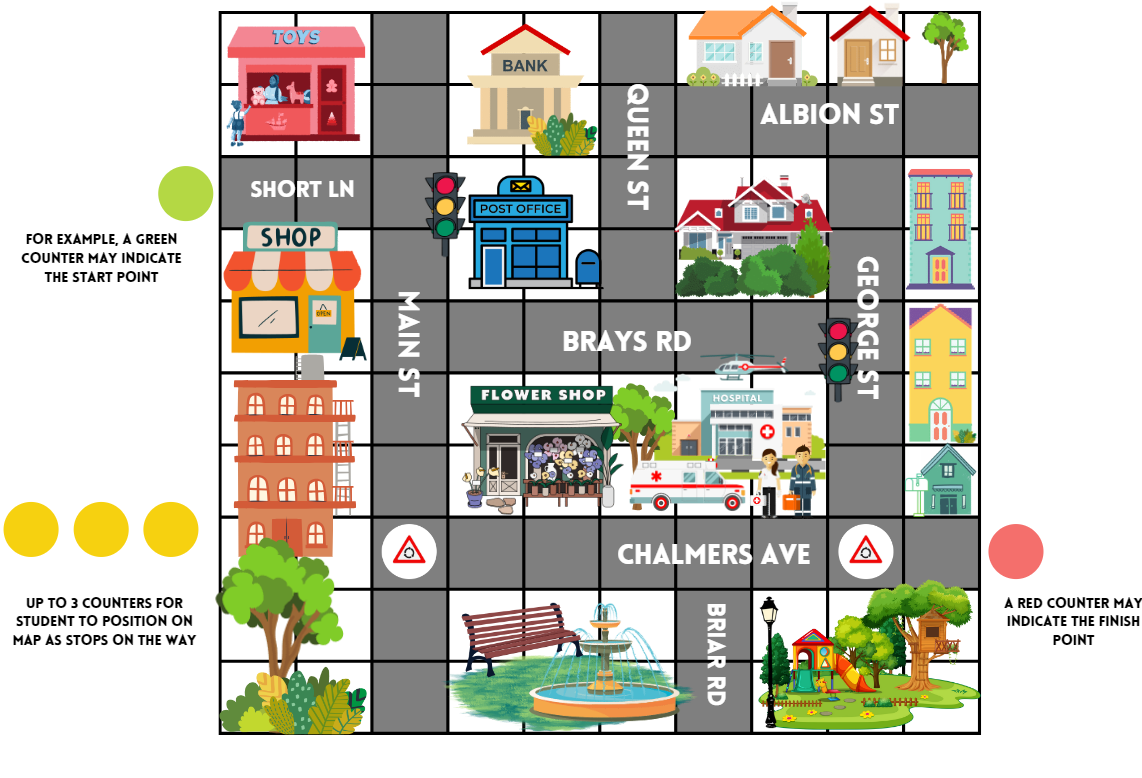 TOYS
BANK
QUEEN ST
ALBION ST
SHORT LN
POST OFFICE
FOR EXAMPLE, A GREEN
COUNTER MAY INDICATE
THE START POINT
SHOP
OPEN
MAIN ST
BRAYS RD
GEORGE ST
FLOWER SHOP
HOSPITAL
CHALMERS AVE
UP TO 3 COUNTERS FOR
STUDENT TO POSITION ON
MAP AS STOPS ON THE WAY
BRIAR RD
A RED COUNTER MAY
INDICATE THE FINISH
POINT